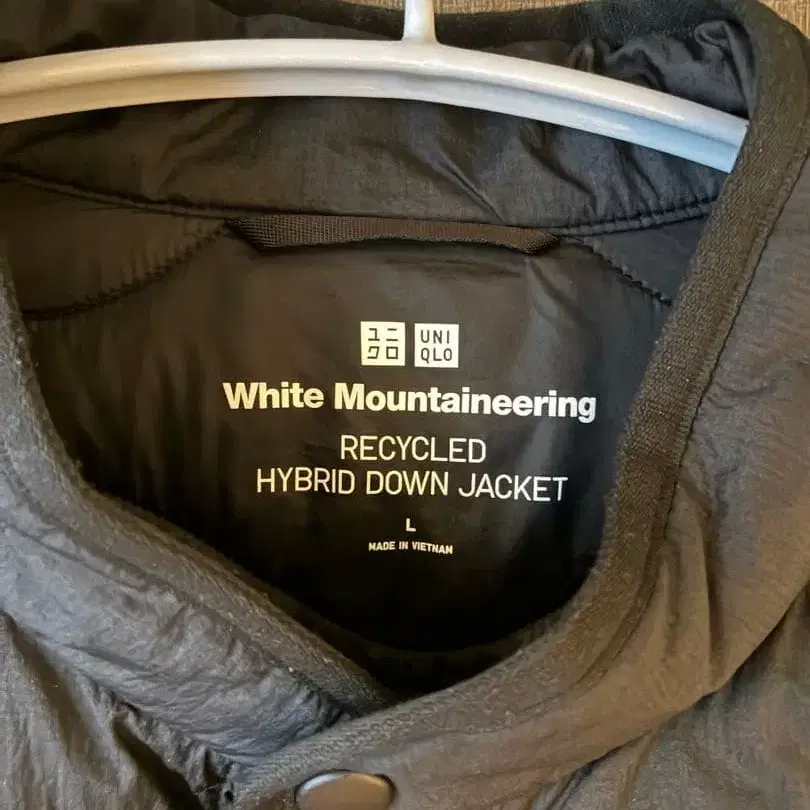 ユニ UNI
クロ QLO
White Mountaineering
RECYCLED
HYBRID DOWN JACKET
L
MADE IN VIETNAM